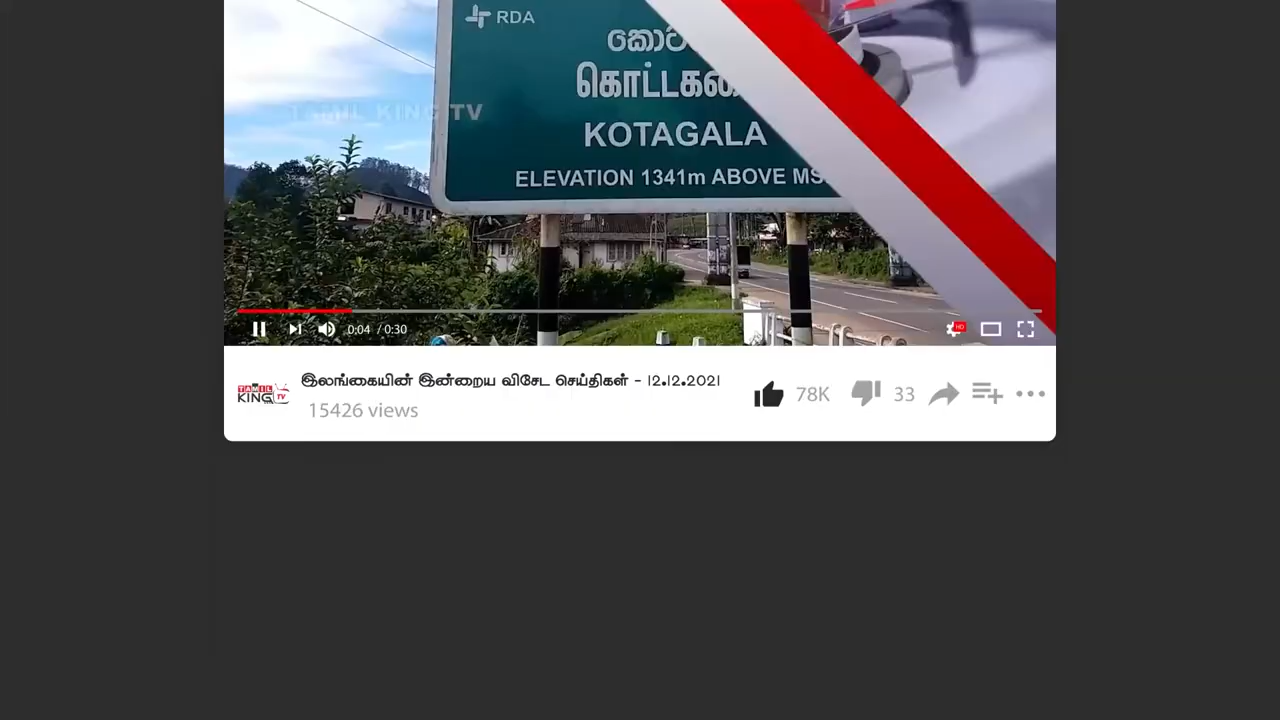 RDA
கொட்டகலை
KOTAGALA
ELEVATION 1341m ABOVE
TAMIL KING TV
0:04 / 0:30
HD
TAMIL
KING TV
இலங்கையின் இன்றைய விசேட செய்திகள் - 12.12.2021
15426 views
78K
33